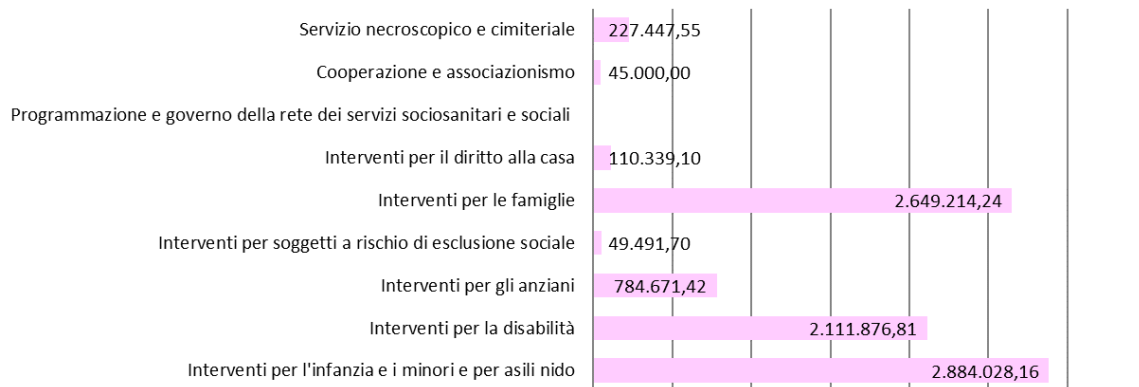 Servizio necroscopico e cimiteriale 227.447,55
Cooperazione e associazionismo 45.000,00
Programmazione e governo della rete dei servizi sociosanitari e sociali
Interventi per il diritto alla casa 110.339,10
Interventi per le famiglie 2.649.214,24
Interventi per soggetti a rischio di esclusione sociale 49.491,70
Interventi per gli anziani 784.671,42
Interventi per la disabilità 2.111.876,81
Interventi per l'infanzia e i minori e per asili nido 2.884.028,16